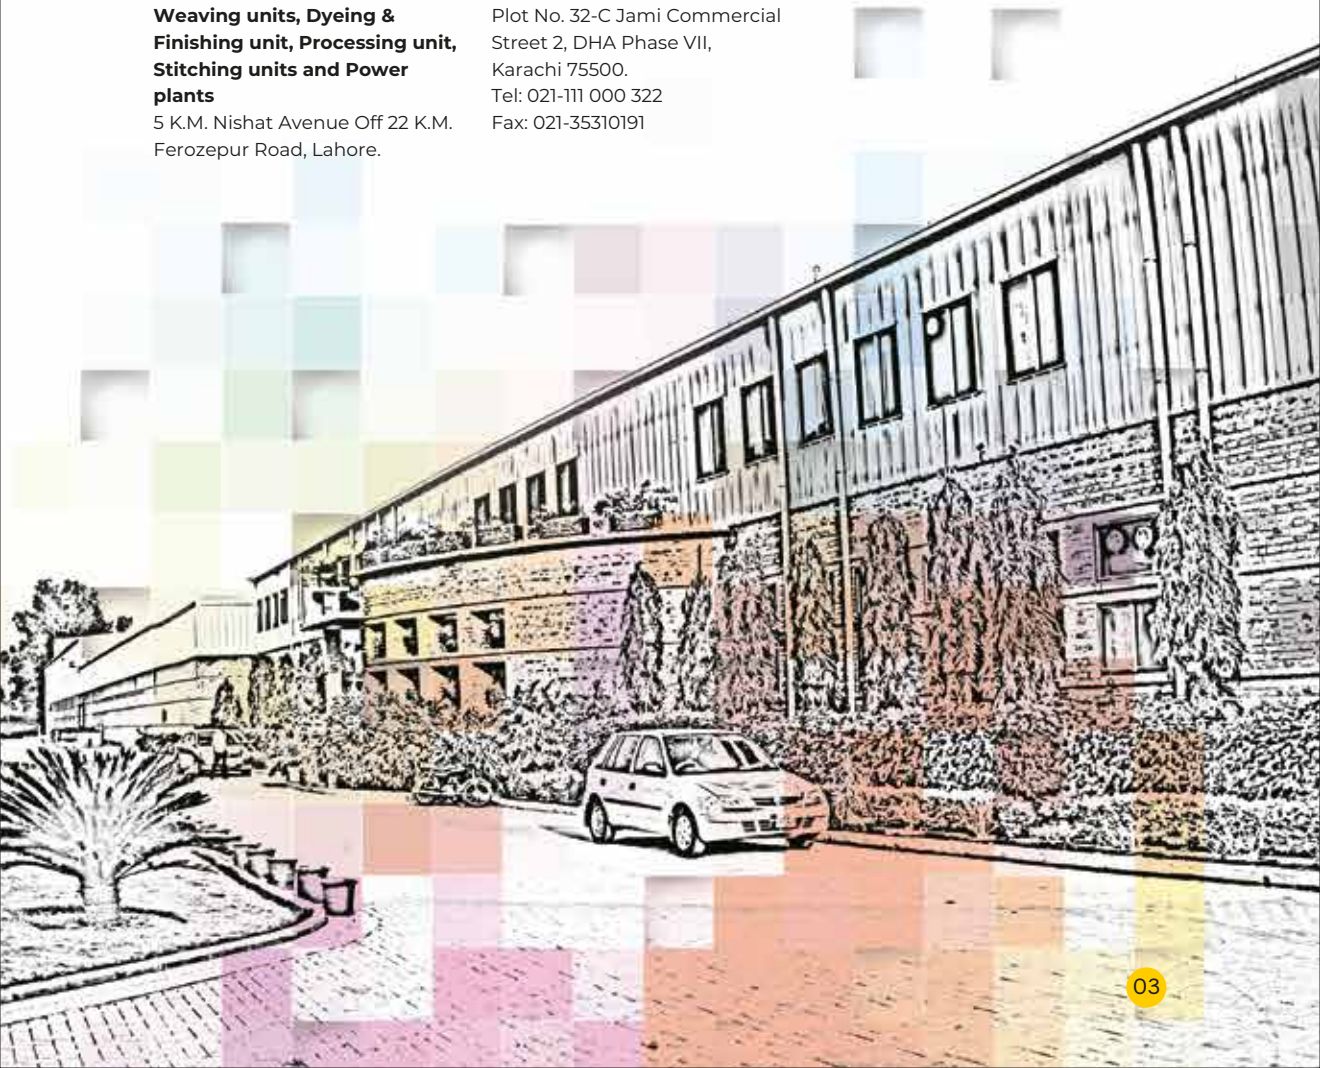 Weaving units, Dyeing &
Finishing unit, Processing unit,
Stitching units and Power
plants
5 K.M. Nishat Avenue Off 22 K.M.
Ferozepur Road, Lahore.
Plot No. 32-C Jami Commercial
Street 2, DHA Phase VII,
Karachi 75500.
Tel: 021-111 000 322
Fax: 021-35310191
03